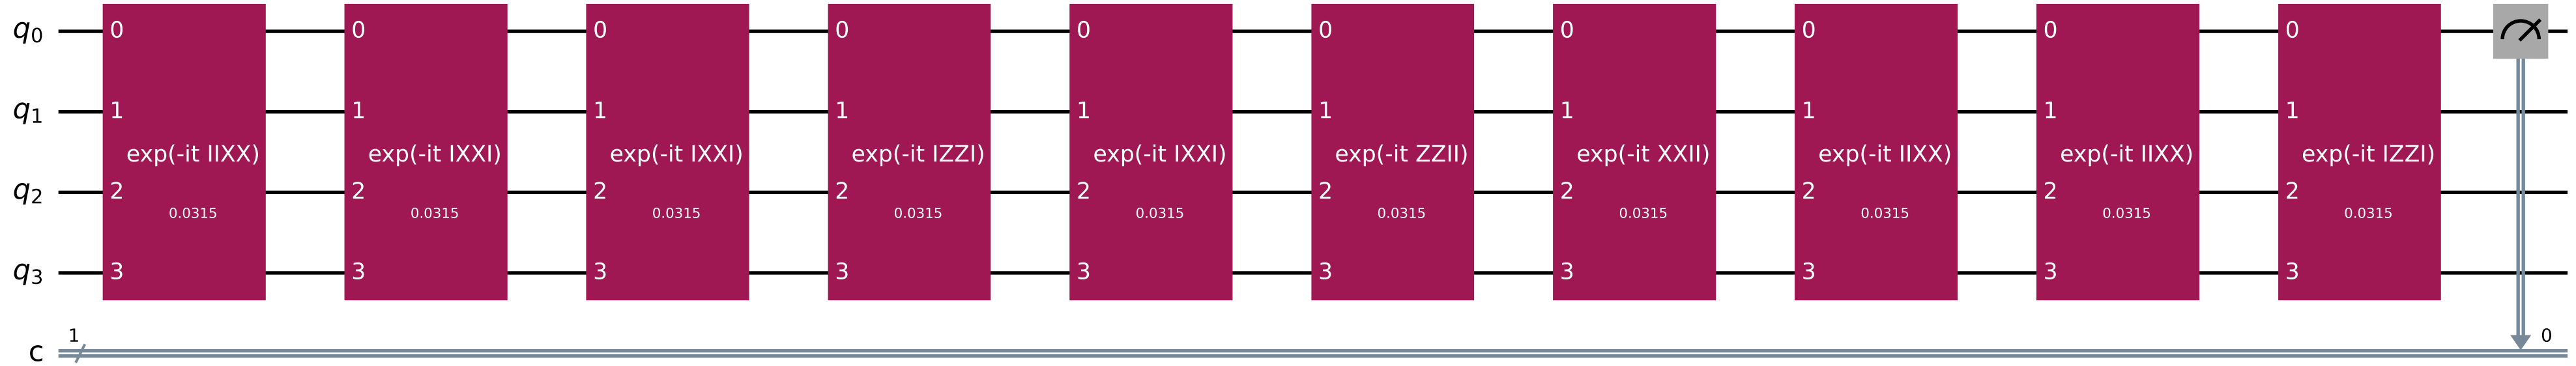 q0 0 0 0 0 0 0 0 0 0 0
q1 1 1 1 1 1 1 1 1 1 1
exp(-it IIXX) exp(-it IXXI) exp(-it IXXI) exp(-it IZZI) exp(-it IXXI) exp(-it ZZII) exp(-it XXII) exp(-it IIXX) exp(-it IIXX) exp(-it IZZI)
q2 2 2 2 2 2 2 2 2 2 2
0.0315 0.0315 0.0315 0.0315 0.0315 0.0315 0.0315 0.0315 0.0315 0.0315
q3 3 3 3 3 3 3 3 3 3 3
1 0
c